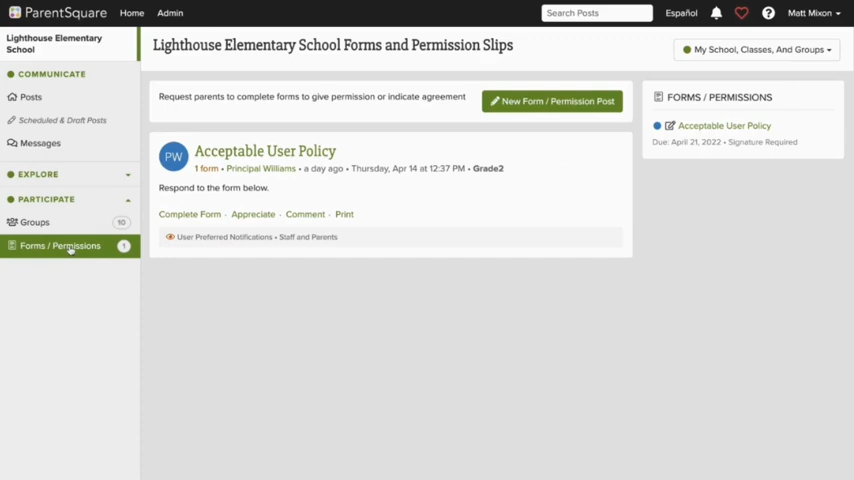 ParentSquare
Home
Admin
Search Posts
Español
Matt Mixon
Lighthouse Elementary
School
COMMUNICATE
Posts
Scheduled & Draft Posts
Messages
EXPLORE
PARTICIPATE
Groups
10
Forms / Permissions
1
Lighthouse Elementary School Forms and Permission Slips
My School, Classes, And Groups
Request parents to complete forms to give permission or indicate agreement
New Form / Permission Post
PW
Acceptable User Policy
1 form • Principal Williams • a day ago • Thursday, Apr 14 at 12:37 PM • Grade2
Respond to the form below.
Complete Form · Appreciate · Comment · Print
User Preferred Notifications • Staff and Parents
FORMS / PERMISSIONS
Acceptable User Policy
Due: April 21, 2022 • Signature Required